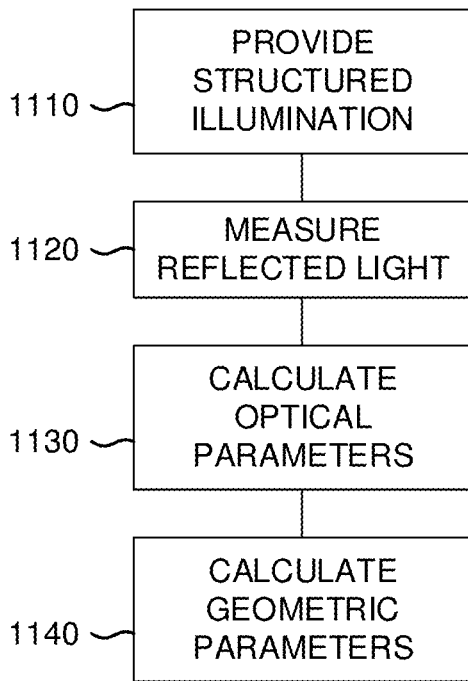 PROVIDE
STRUCTURED
1110
ILLUMINATION
MEASURE
1120
REFLECTED LIGHT
CALCULATE
OPTICAL
1130
PARAMETERS
CALCULATE
GEOMETRIC
1140
PARAMETERS